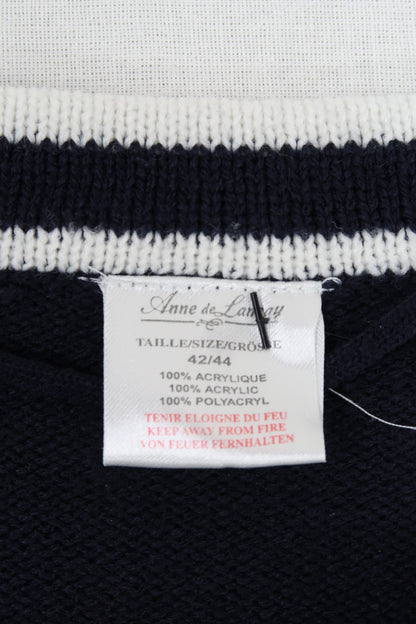 Anne de Lançay
TAILLE/SIZE/GRÖSSE
42/44
100% ACRYLIQUE
100% ACRYLIC
100% POLYACRYL
TENIR ELOIGNE DU FEU
KEEP AWAY FROM FIRE
VON FEUER FERNHALTEN